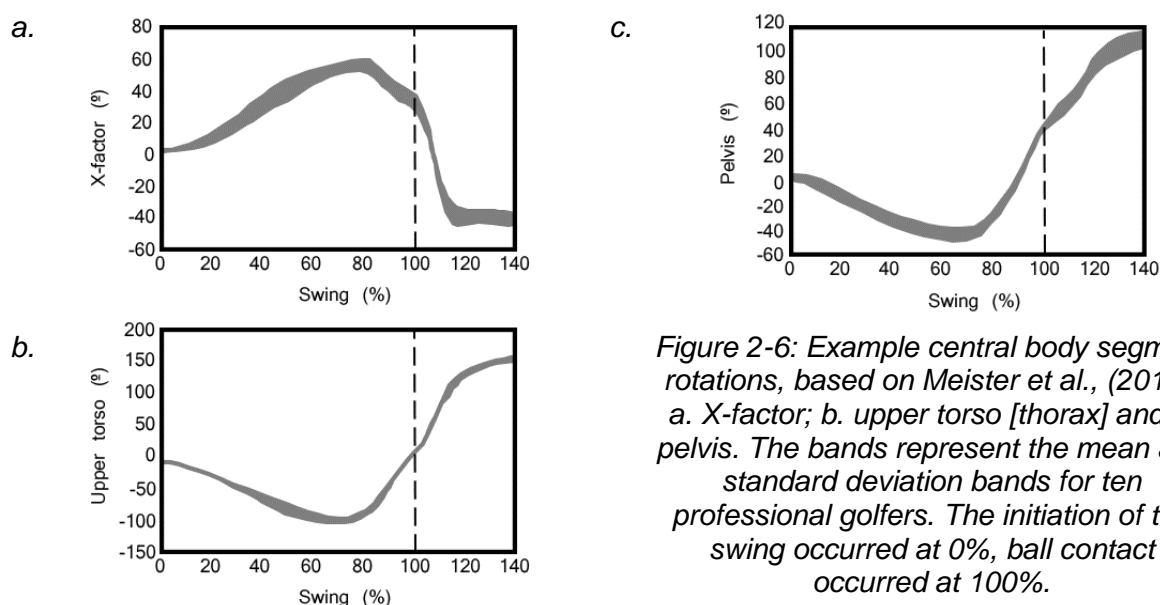 a.
80
60
40
20
0
-20
-40
-60
X-factor (º)
0 20 40 60 80 100 120 140
Swing (%)
b.
200
150
100
50
0
-50
-100
-150
Upper torso (º)
0 20 40 60 80 100 120 140
Swing (%)
c.
120
100
80
60
40
20
0
-20
-40
-60
Pelvis (º)
0 20 40 60 80 100 120 140
Swing (%)
Figure 2-6: Example central body segm
rotations, based on Meister et al., (201
a. X-factor; b. upper torso [thorax] and
pelvis. The bands represent the mean
standard deviation bands for ten
professional golfers. The initiation of t
swing occurred at 0%, ball contact
occurred at 100%.